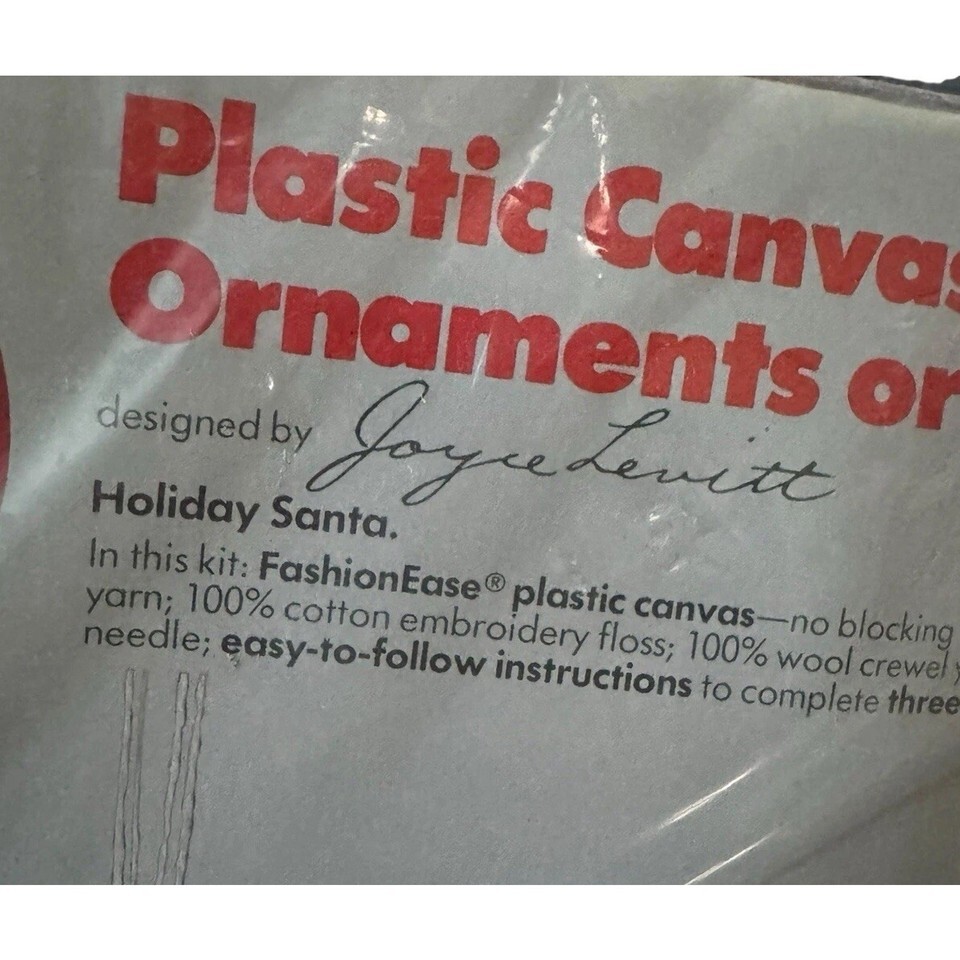 Plastic Canvas
Ornaments or
designed by Joyce Levitt
Holiday Santa.
In this kit: FashionEase® plastic canvas—no blocking
yarn; 100% cotton embroidery floss; 100% wool crewel y
needle; easy-to-follow instructions to complete three